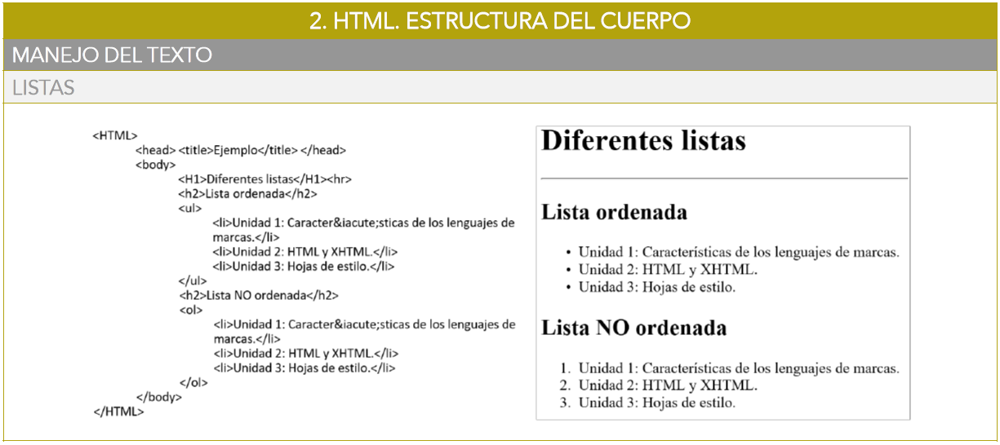 2. HTML. ESTRUCTURA DEL CUERPO
MANEJO DEL TEXTO
LISTAS
<HTML>
<head> <title>Ejemplo</title> </head>
<body>
<H1>Diferentes listas</H1><hr>
<h2>Lista ordenada</h2>
<ul>
<li>Unidad 1: Caracter&iacute;sticas de los lenguajes de
marcas.</li>
<li>Unidad 2: HTML y XHTML.</li>
<li>Unidad 3: Hojas de estilo.</li>
</ul>
<h2>Lista NO ordenada</h2>
<ol>
<li>Unidad 1: Caracter&iacute;sticas de los lenguajes de
marcas.</li>
<li>Unidad 2: HTML y XHTML.</li>
<li>Unidad 3: Hojas de estilo.</li>
</ol>
</body>
</HTML>
Diferentes listas
Lista ordenada
• Unidad 1: Características de los lenguajes de marcas.
• Unidad 2: HTML y XHTML.
• Unidad 3: Hojas de estilo.
Lista NO ordenada
1. Unidad 1: Características de los lenguajes de marcas.
2. Unidad 2: HTML y XHTML.
3. Unidad 3: Hojas de estilo.